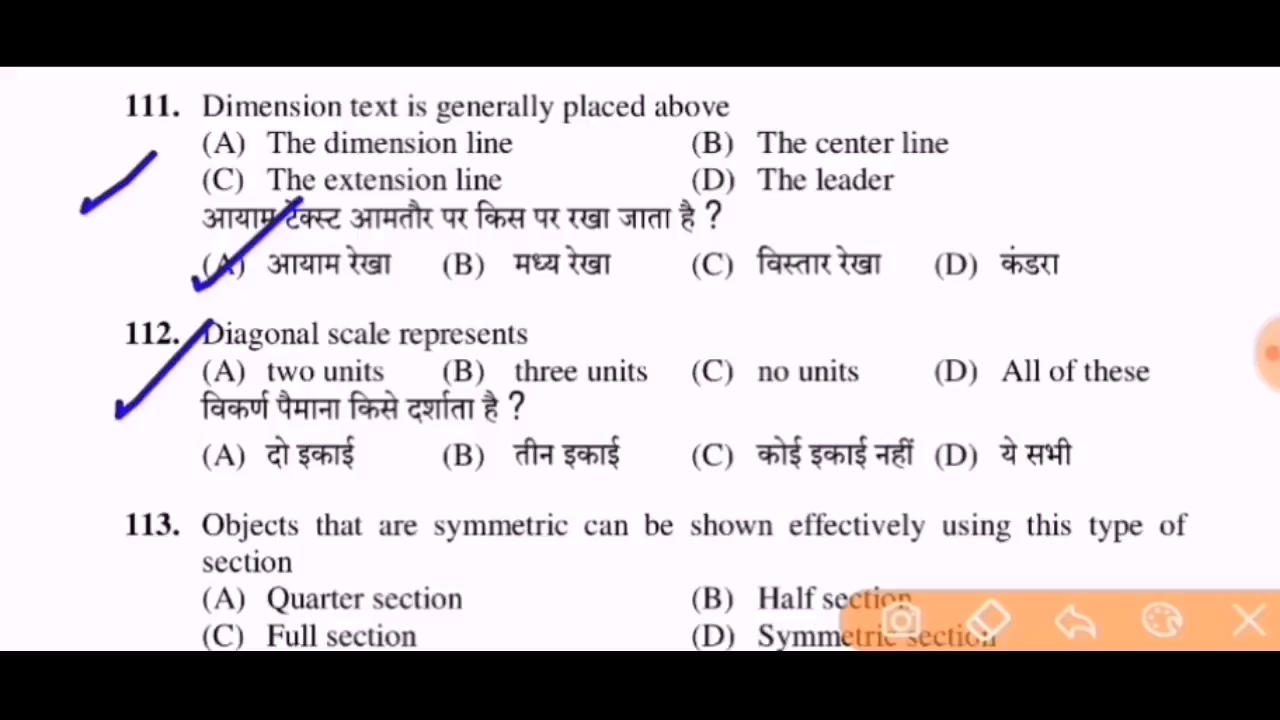 111. Dimension text is generally placed above
(A) The dimension line (B) The center line
(C) The extension line (D) The leader
आयाम टेक्स्ट आमतौर पर किस पर रखा जाता है ?
(A) आयाम रेखा (B) मध्य रेखा (C) विस्तार रेखा (D) कंडरा
112. Diagonal scale represents
(A) two units (B) three units (C) no units (D) All of these
विकर्ण पैमाना किसे दर्शाता है ?
(A) दो इकाई (B) तीन इकाई (C) कोई इकाई नहीं (D) ये सभी
113. Objects that are symmetric can be shown effectively using this type of
section
(A) Quarter section (B) Half section
(C) Full section (D) Symmetric section